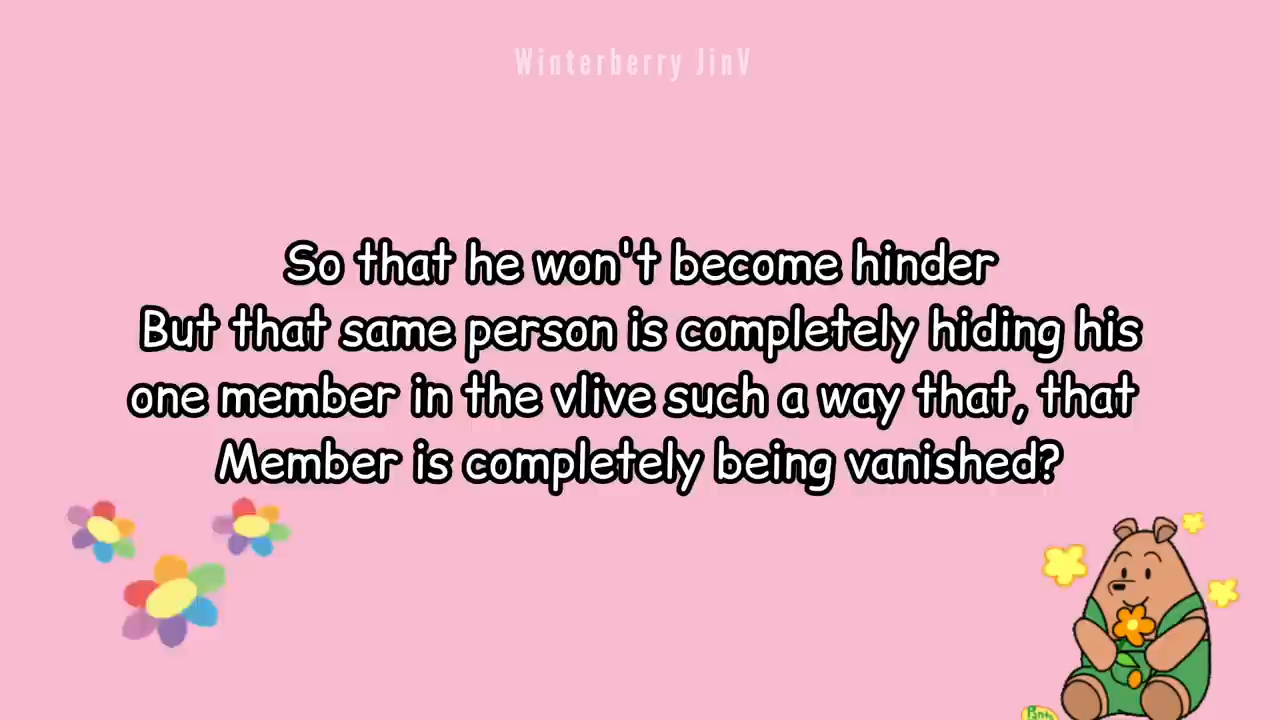 Winterberry JinV
So that he won't become hinder
But that same person is completely hiding his
one member in the vlive such a way that, that
Member is completely being vanished?